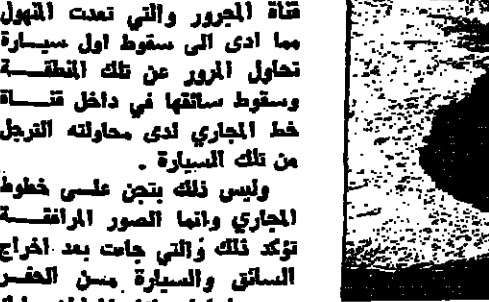 قناة المجرور والتي تعدت المهول
مما ادى الى سقوط اول سيارة
تحاول المرور عن تلك المنطقة
وسقوط سائقها في داخل قناة
خط المجاري لدى محاولته الترجل
من تلك السيارة .
وليس ذلك بتجن على خطوط
المجاري وانما الصور المرافقة
تؤكد ذلك والتي جاءت بعد اخراج
السائق والسيارة من الحفر